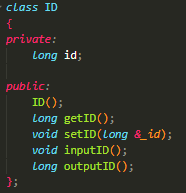 class ID
{
private:
    long id;

public:
    ID();
    long getID();
    void setID(long &_id);
    void inputID();
    long outputID();
};